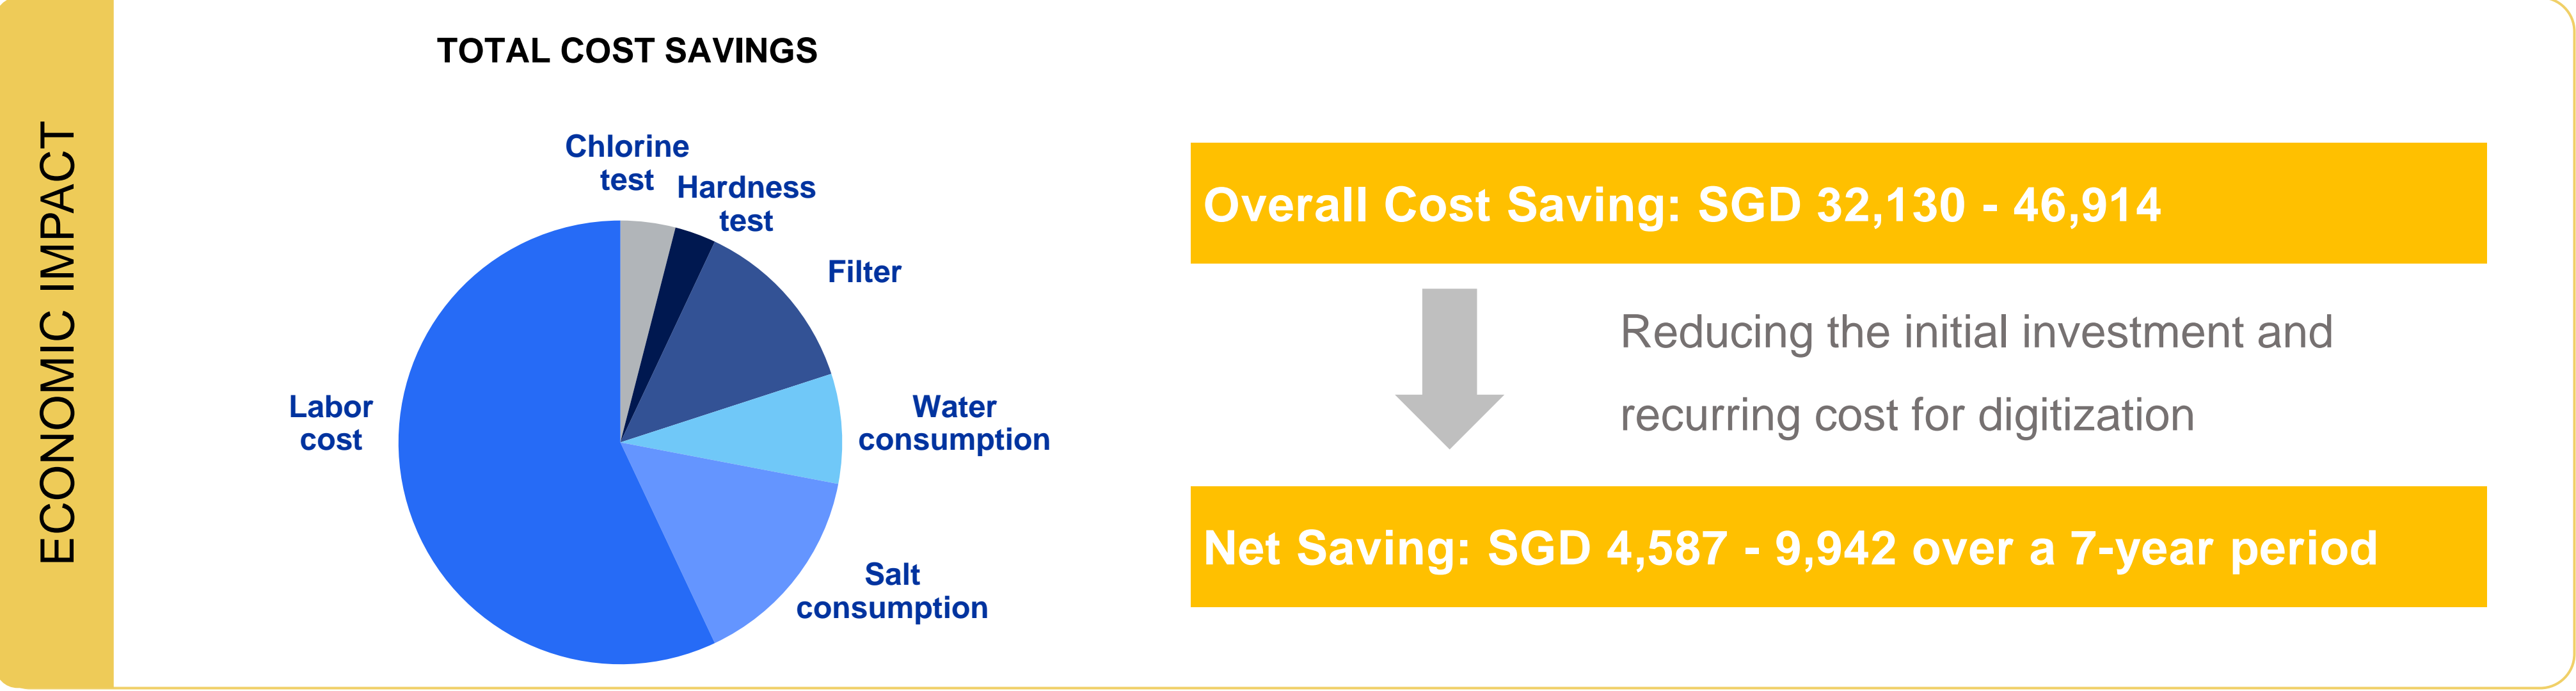 ECONOMIC IMPACT
TOTAL COST SAVINGS
Chlorine
test
Hardness
test
Filter
Water
consumption
Salt
consumption
Labor
cost
Overall Cost Saving: SGD 32,130 - 46,914
Reducing the initial investment and
recurring cost for digitization
Net Saving: SGD 4,587 - 9,942 over a 7-year period